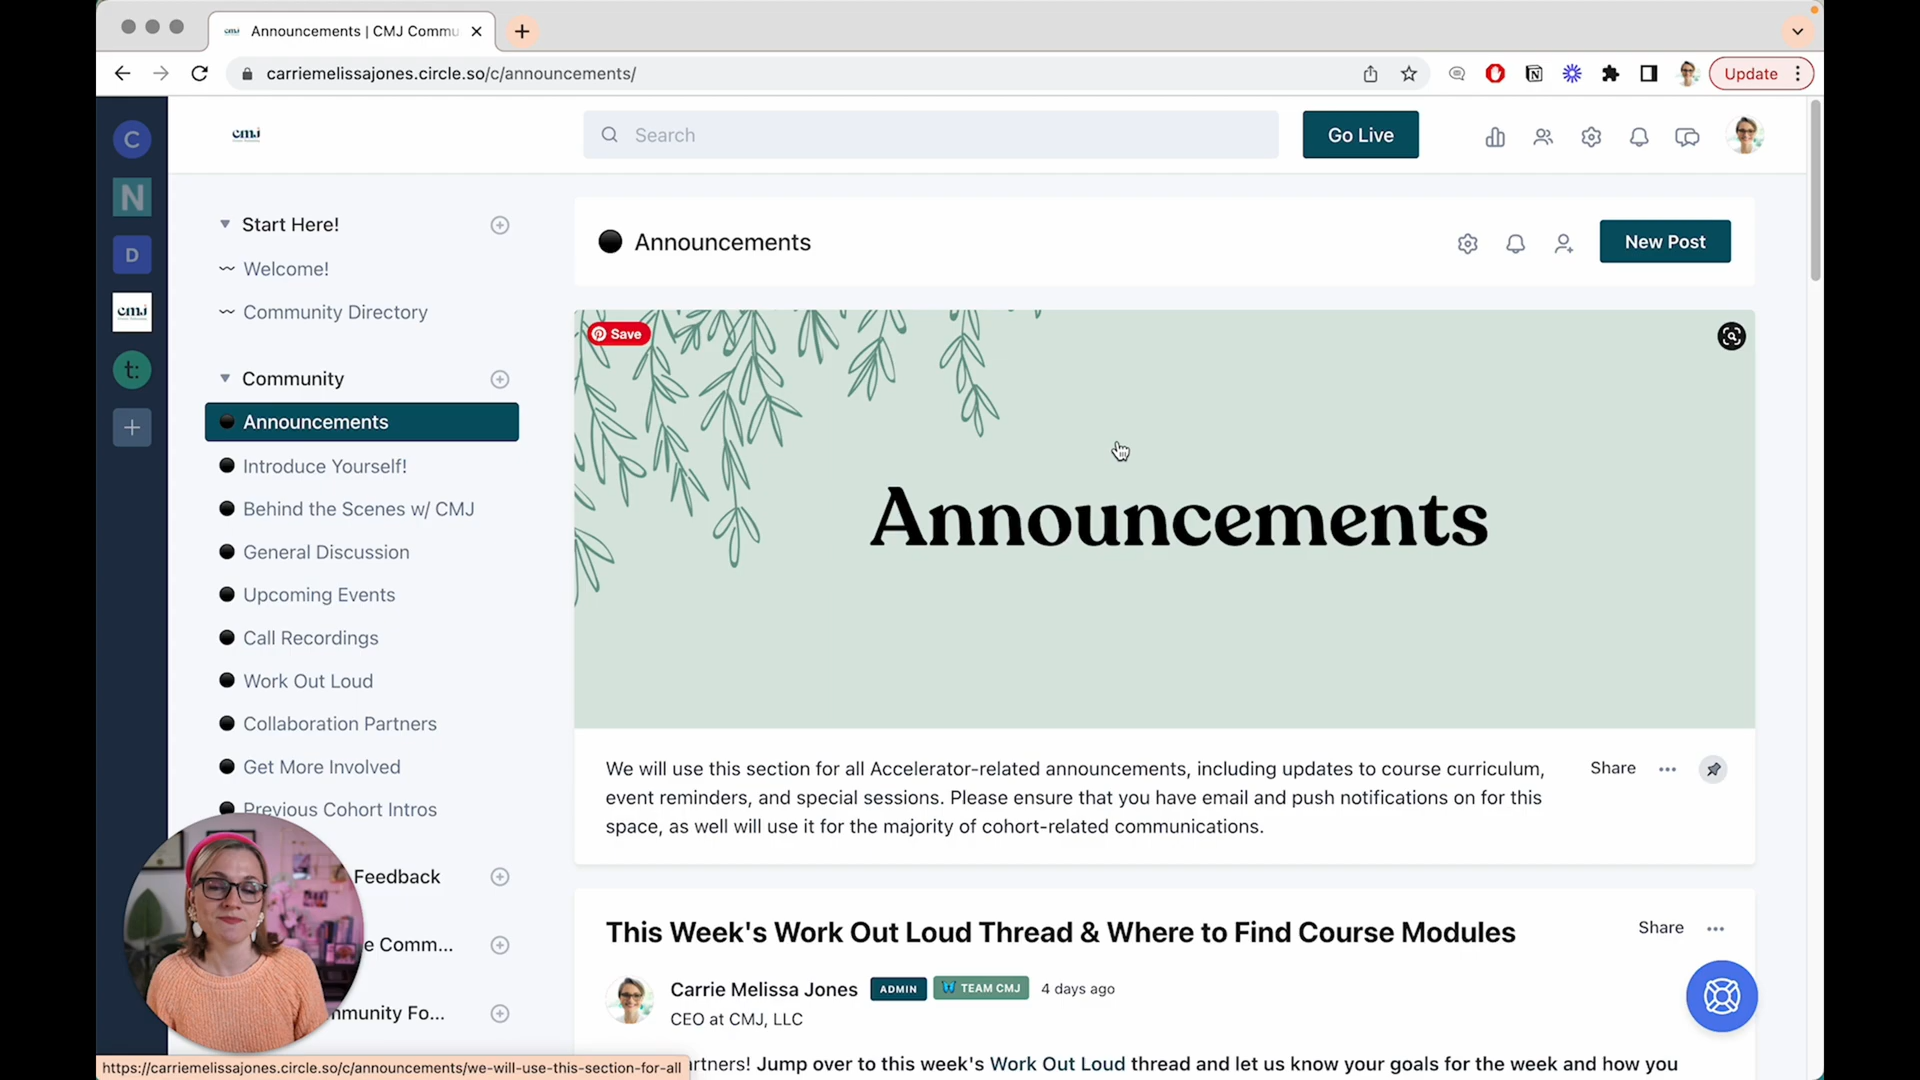 Announcements | CMJ Commu
carriemelissajones.circle.so/c/announcements/
Update
C
N
D
cmj
t:
cmj
Search
Go Live
Start Here!
Welcome!
Community Directory
Community
Announcements
Introduce Yourself!
Behind the Scenes w/ CMJ
General Discussion
Upcoming Events
Call Recordings
Work Out Loud
Collaboration Partners
Get More Involved
Previous Cohort Intros
Feedback
e Comm...
nmunity Fo...
Announcements
New Post
Save
Announcements
We will use this section for all Accelerator-related announcements, including updates to course curriculum,
event reminders, and special sessions. Please ensure that you have email and push notifications on for this
space, as well will use it for the majority of cohort-related communications.
Share
This Week's Work Out Loud Thread & Where to Find Course Modules
Share
Carrie Melissa Jones ADMIN TEAM CMJ 4 days ago
CEO at CMJ, LLC
artners! Jump over to this week's Work Out Loud thread and let us know your goals for the week and how you
https://carriemelissajones.circle.so/c/announcements/we-will-use-this-section-for-all